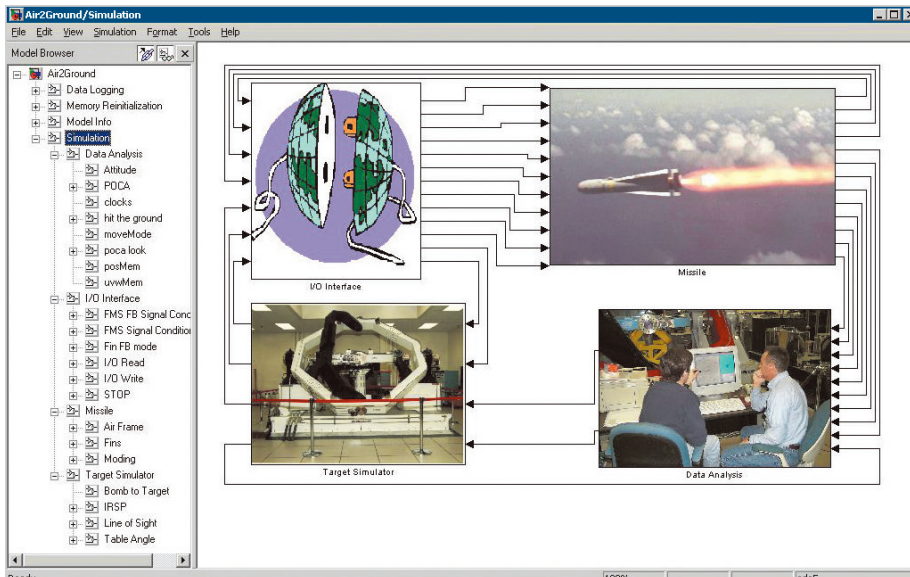 Air2Ground/Simulation
File Edit View Simulation Format Tools Help
Model Browser
Air2Ground
Data Logging
Memory Reinitialization
Model Info
Simulation
Data Analysis
Attitude
POCA
clocks
hit the ground
moveMode
poca look
posMem
uvwMem
I/O Interface
FMS FB Signal Cond
FMS Signal Condition
Fin FB mode
I/O Read
I/O Write
STOP
Missile
Air Frame
Fins
Moding
Target Simulator
Bomb to Target
IRSP
Line of Sight
Table Angle
I/O Interface
Missile
Target Simulator
Data Analysis